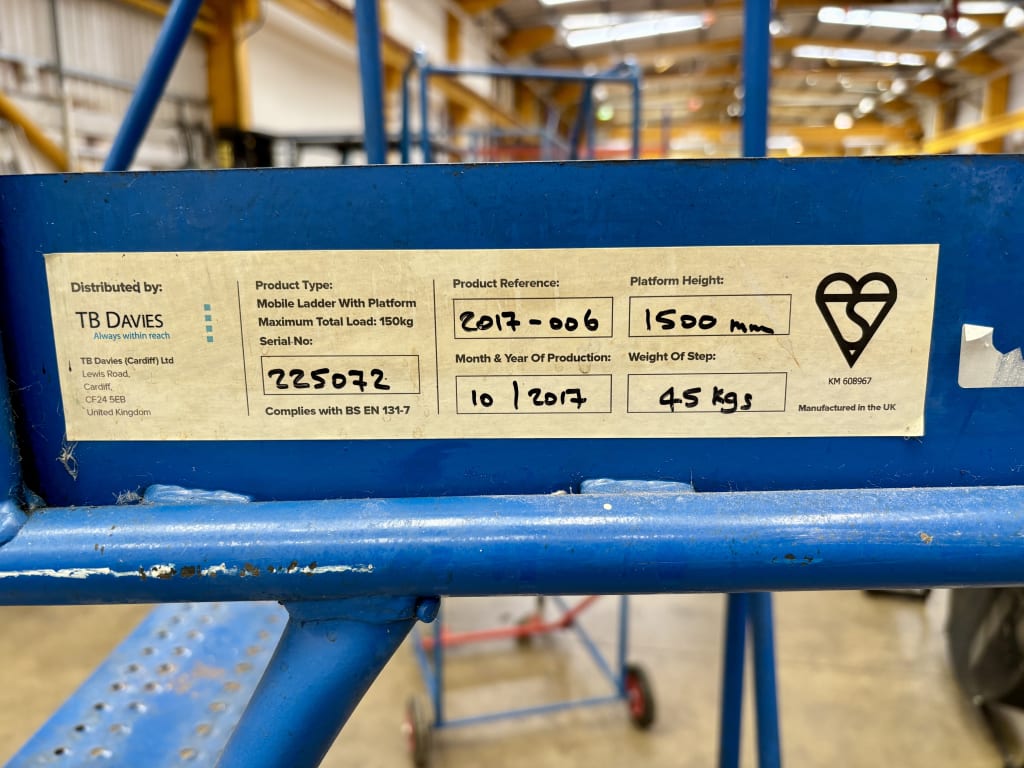 Distributed by:
TB DAVIES
Always within reach
TB Davies (Cardiff) Ltd
Lewis Road,
Cardiff,
CF24 5EB
United Kingdom
Product Type:
Mobile Ladder With Platform
Maximum Total Load: 150kg
Serial No:
225072
Complies with BS EN 131-7
Product Reference:
2017-006
Month & Year Of Production:
10/2017
Platform Height:
1500 mm
Weight Of Step:
45 Kgs
KM 608967
Manufactured in the UK